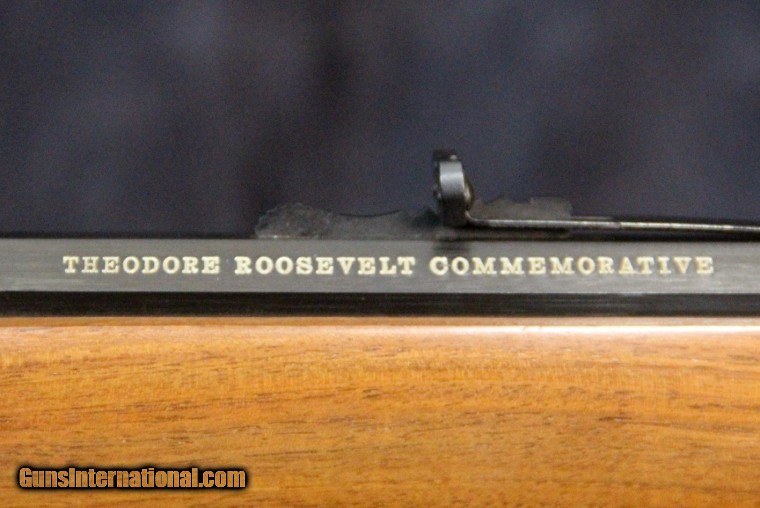 THEODORE ROOSEVELT COMMEMORATIVE
GunsInternational.com